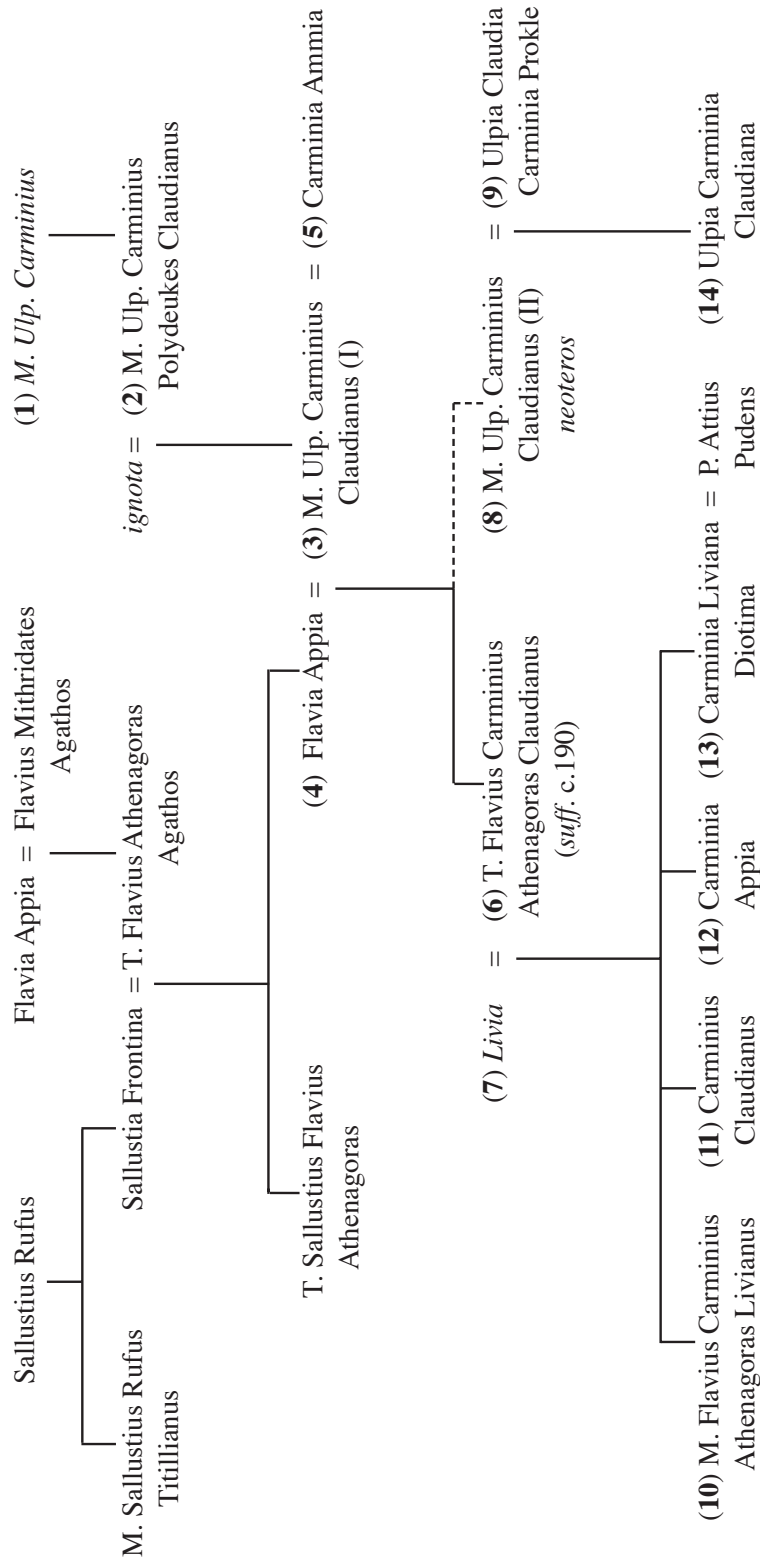 Sallustius Rufus
Flavia Appia = Flavius Mithridates
Agathos
(1) M. Ulp. Carminius
M. Sallustius Rufus
Titillianus
Sallustia Frontina = T. Flavius Athenagoras
Agathos
ignota = (2) M. Ulp. Carminius
Polydeukes Claudianus
T. Sallustius Flavius
Athenagoras
(4) Flavia Appia = (3) M. Ulp. Carminius = (5) Carminia Ammia
Claudianus (I)
(7) Livia = (6) T. Flavius Carminius
Athenagoras Claudianus
(suff. c.190)
(8) M. Ulp. Carminius = (9) Ulpia Claudia
Claudianus (II) Carminia Prokle
neoteros
(10) M. Flavius Carminius
Athenagoras Livianus
(11) Carminius
Claudianus
(12) Carminia
Appia
(13) Carminia Liviana = P. Attius
Diotima Pudens
(14) Ulpia Carminia
Claudiana